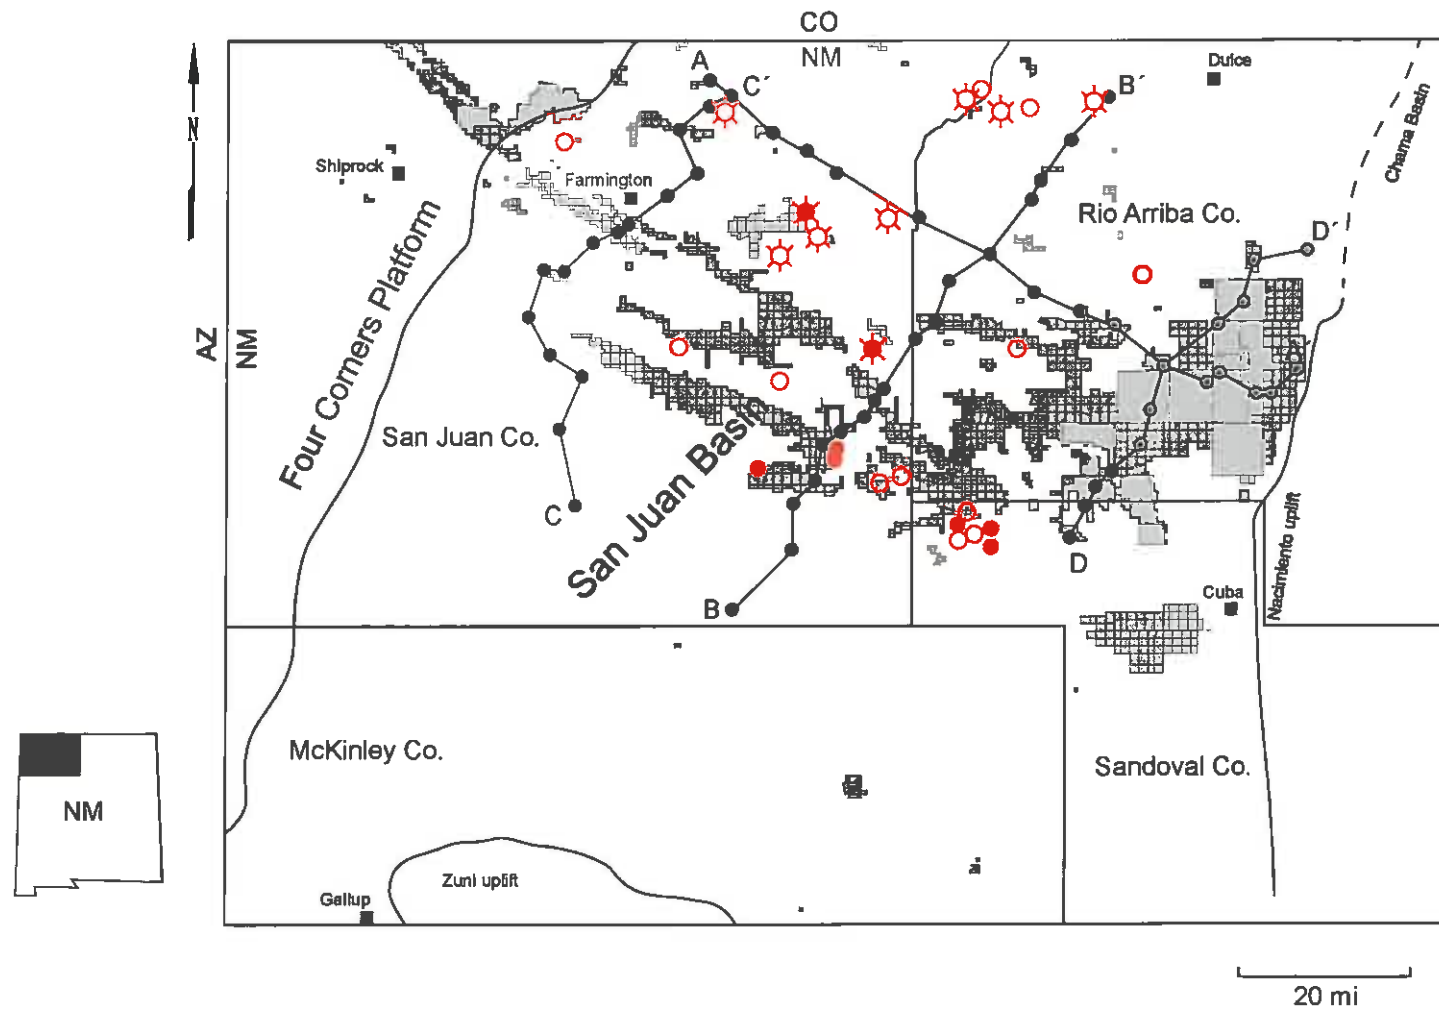 CO
NM
A
C´
B´
Dulce
N
Chama Basin
Shiprock
Farmington
Rio Arriba Co.
D´
Four Corners Platform
AZ
NM
San Juan Co.
San Juan Basin
C
D
B
Cuba
Nacimiento uplift
McKinley Co.
Sandoval Co.
NM
Zuni uplift
Gallup
20 mi